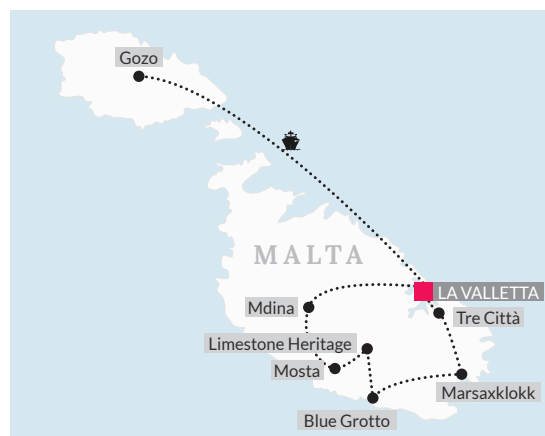 Gozo
MALTA
LA VALLETTA
Mdina
Tre Città
Limestone Heritage
Mosta
Marsaxklokk
Blue Grotto